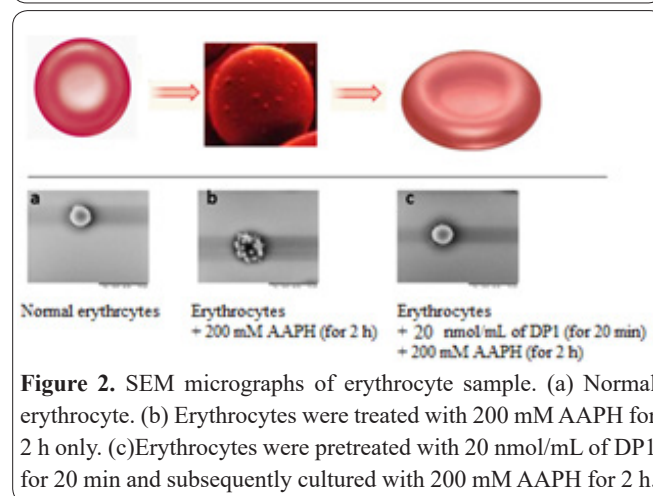 a
b
c
Normal erythrcytes
Erythrocytes
+ 200 mM AAPH (for 2 h)
Erythrocytes
+ 20 nmol/mL of DP1 (for 20 min)
+ 200 mM AAPH (for 2 h)
Figure 2. SEM micrographs of erythrocyte sample. (a) Normal
erythrocyte. (b) Erythrocytes were treated with 200 mM AAPH for
2 h only. (c)Erythrocytes were pretreated with 20 nmol/mL of DP1
for 20 min and subsequently cultured with 200 mM AAPH for 2 h.